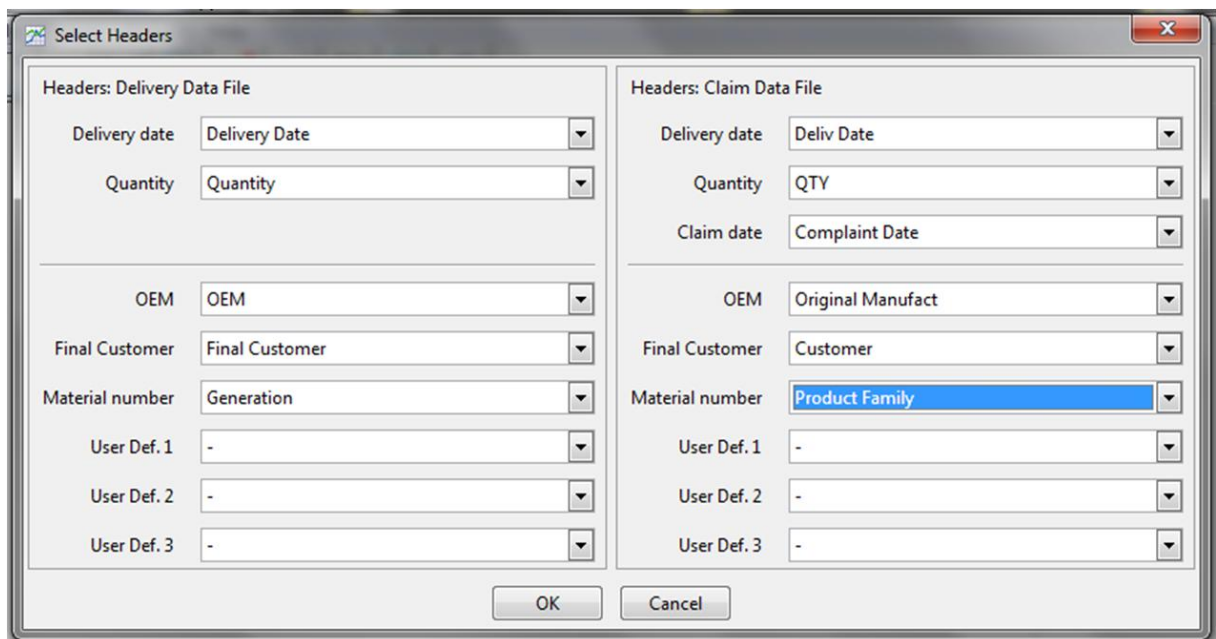 Select Headers
Headers: Delivery Data File
Delivery date Delivery Date
Quantity Quantity
OEM OEM
Final Customer Final Customer
Material number Generation
User Def. 1 -
User Def. 2 -
User Def. 3 -
Headers: Claim Data File
Delivery date Deliv Date
Quantity QTY
Claim date Complaint Date
OEM Original Manufact
Final Customer Customer
Material number Product Family
User Def. 1 -
User Def. 2 -
User Def. 3 -
OK Cancel